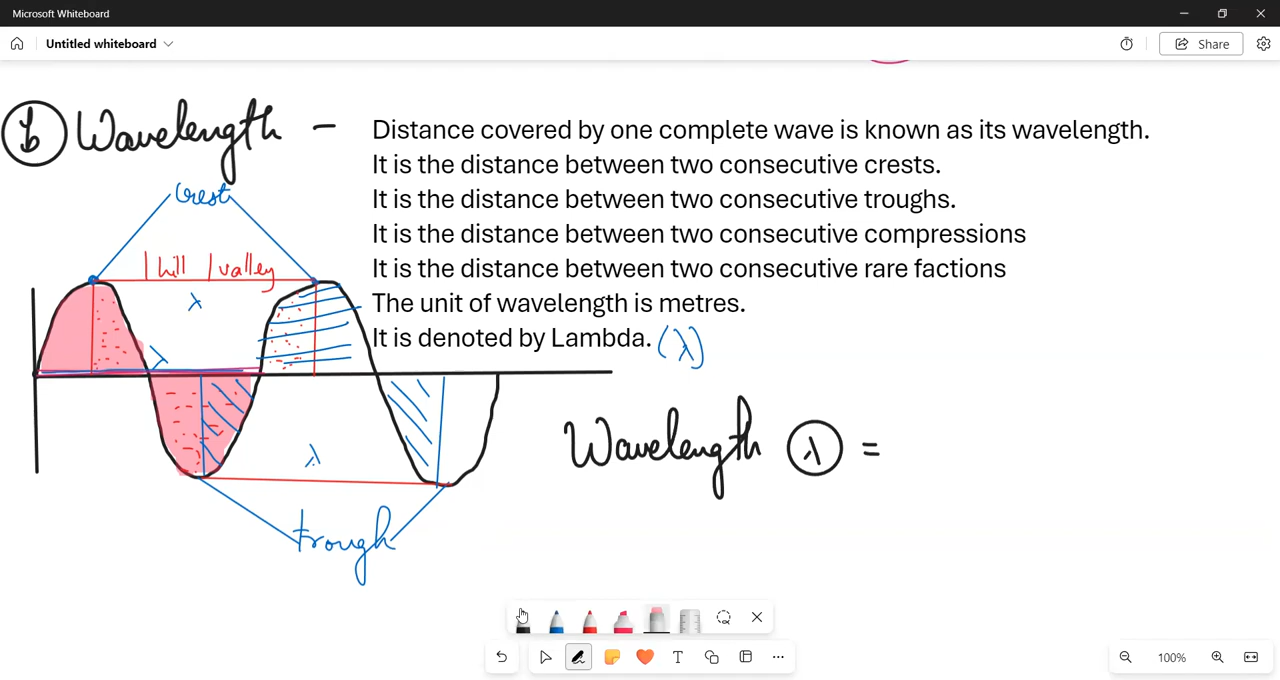 Microsoft Whiteboard
Untitled whiteboard
Share
b Wavelength -
Distance covered by one complete wave is known as its wavelength.
It is the distance between two consecutive crests.
It is the distance between two consecutive troughs.
It is the distance between two consecutive compressions
It is the distance between two consecutive rare factions
The unit of wavelength is metres.
It is denoted by Lambda. (λ)
Crest
1 hill 1 valley
λ
λ
λ
trough
Wavelength λ =
100%